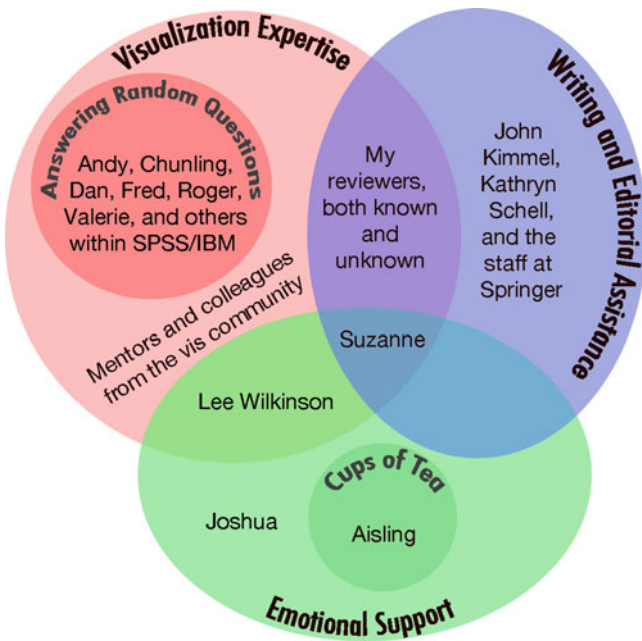 Visualization Expertise
Writing and Editorial Assistance
Answering Random Questions
Andy, Chunling,
Dan, Fred, Roger,
Valerie, and others
within SPSS/IBM
My
reviewers,
both known
and
unknown
John
Kimmel,
Kathryn
Schell,
and the
staff at
Springer
Mentors and colleagues
from the vis community
Suzanne
Lee Wilkinson
Cups of Tea
Joshua
Aisling
Emotional Support